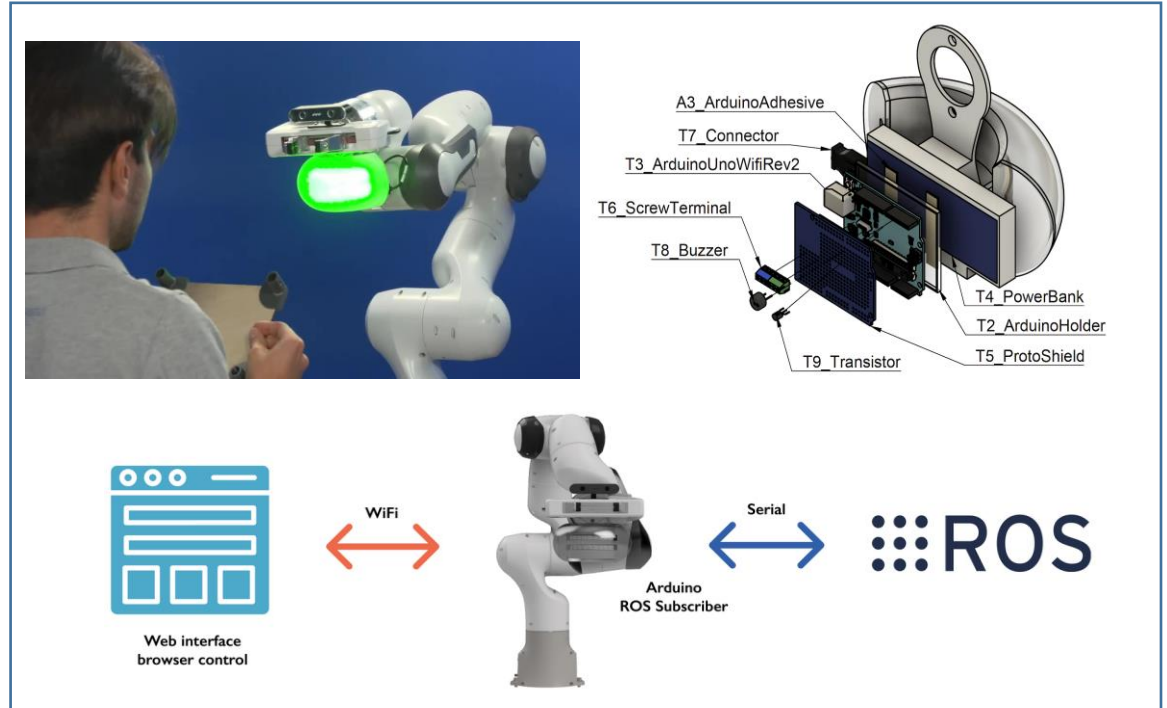 A3_ArduinoAdhesive
T7_Connector
T3_ArduinoUnoWifiRev2
T6_ScrewTerminal
T8_Buzzer
T4_PowerBank
T2_ArduinoHolder
T5_ProtoShield
T9_Transistor
WiFi
Serial
ROS
Arduino
ROS Subscriber
Web interface
browser control